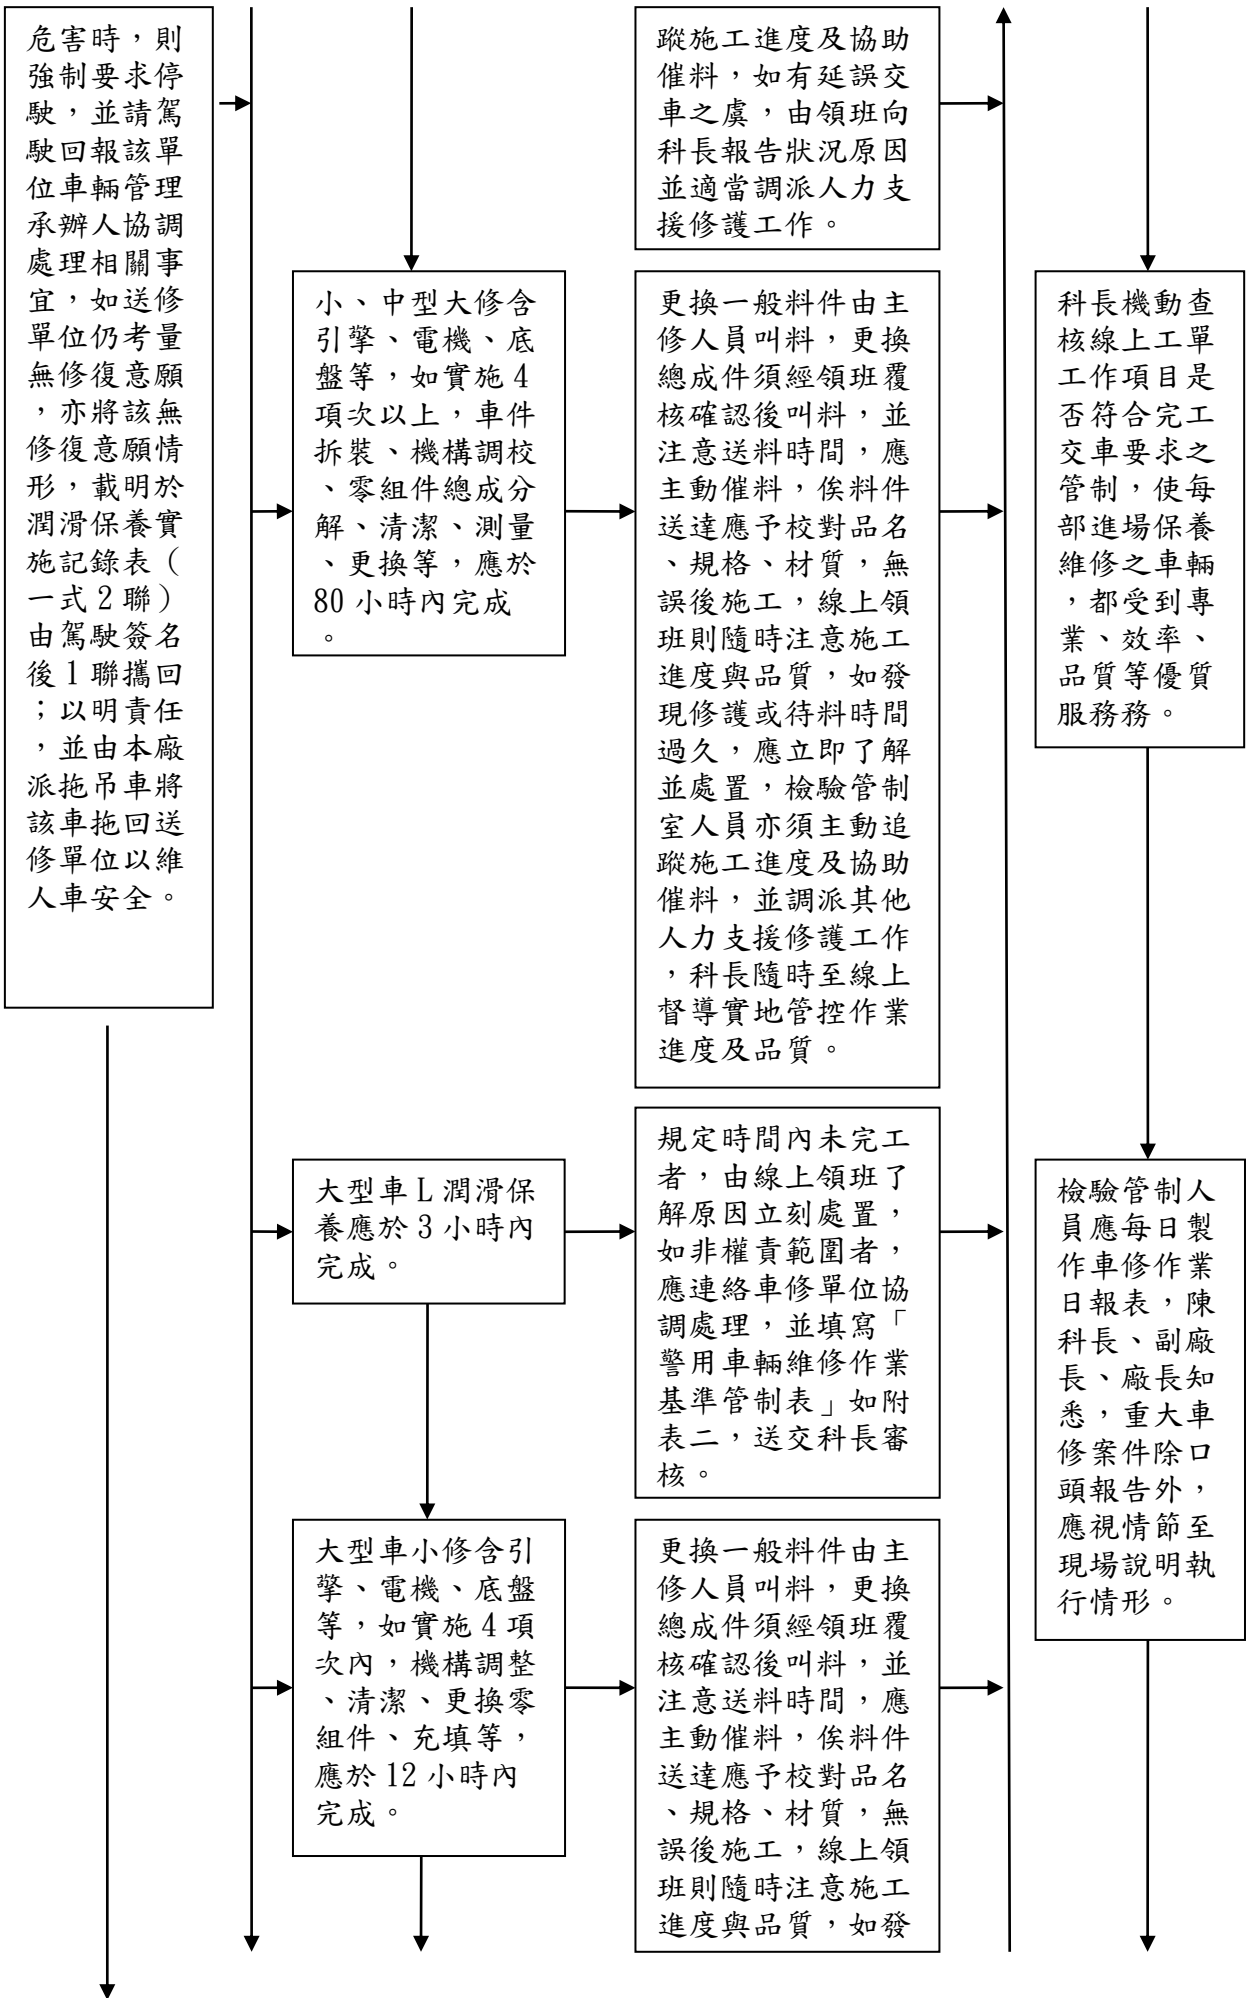 危害時，則
強制要求停
駛，並請駕
駛回報該單
位車輛管理
承辦人協調
處理相關事
宜，如送修
單位仍考量
無修復意願
，亦將該無
修復意願情
形，載明於
潤滑保養實
施記錄表（
一式2聯）
由駕駛簽名
後1聯攜回
；以明責任
，並由本廠
派拖吊車將
該車拖回送
修單位以維
人車安全。
小、中型大修含
引擎、電機、底
盤等，如實施4
項次以上，車件
拆裝、機構調校
、零組件總成分
解、清潔、測量
、更換等，應於
80小時內完成
。
大型車L潤滑保
養應於3小時內
完成。
大型車小修含引
擎、電機、底盤
等，如實施4項
次內，機構調整
、清潔、更換零
組件、充填等，
應於12小時內
完成。
蹤施工進度及協助
催料，如有延誤交
車之虞，由領班向
科長報告狀況原因
並適當調派人力支
援修護工作。
更換一般料件由主
修人員叫料，更換
總成件須經領班覆
核確認後叫料，並
注意送料時間，應
主動催料，俟料件
送達應予校對品名
、規格、材質，無
誤後施工，線上領
班則隨時注意施工
進度與品質，如發
現修護或待料時間
過久，應立即了解
並處置，檢驗管制
室人員亦須主動追
蹤施工進度及協助
催料，並調派其他
人力支援修護工作
，科長隨時至線上
督導實地管控作業
進度及品質。
規定時間內未完工
者，由線上領班了
解原因立刻處置，
如非權責範圍者，
應連絡車修單位協
調處理，並填寫「
警用車輛維修作業
基準管制表」如附
表二，送交科長審
核。
更換一般料件由主
修人員叫料，更換
總成件須經領班覆
核確認後叫料，並
注意送料時間，應
主動催料，俟料件
送達應予校對品名
、規格、材質，無
誤後施工，線上領
班則隨時注意施工
進度與品質，如發
科長機動查
核線上工單
工作項目是
否符合完工
交車要求之
管制，使每
部進場保養
維修之車輛
，都受到專
業、效率、
品質等優質
服務務。
檢驗管制人
員應每日製
作車修作業
日報表，陳
科長、副廠
長、廠長知
悉，重大車
修案件除口
頭報告外，
應視情節至
現場說明執
行情形。